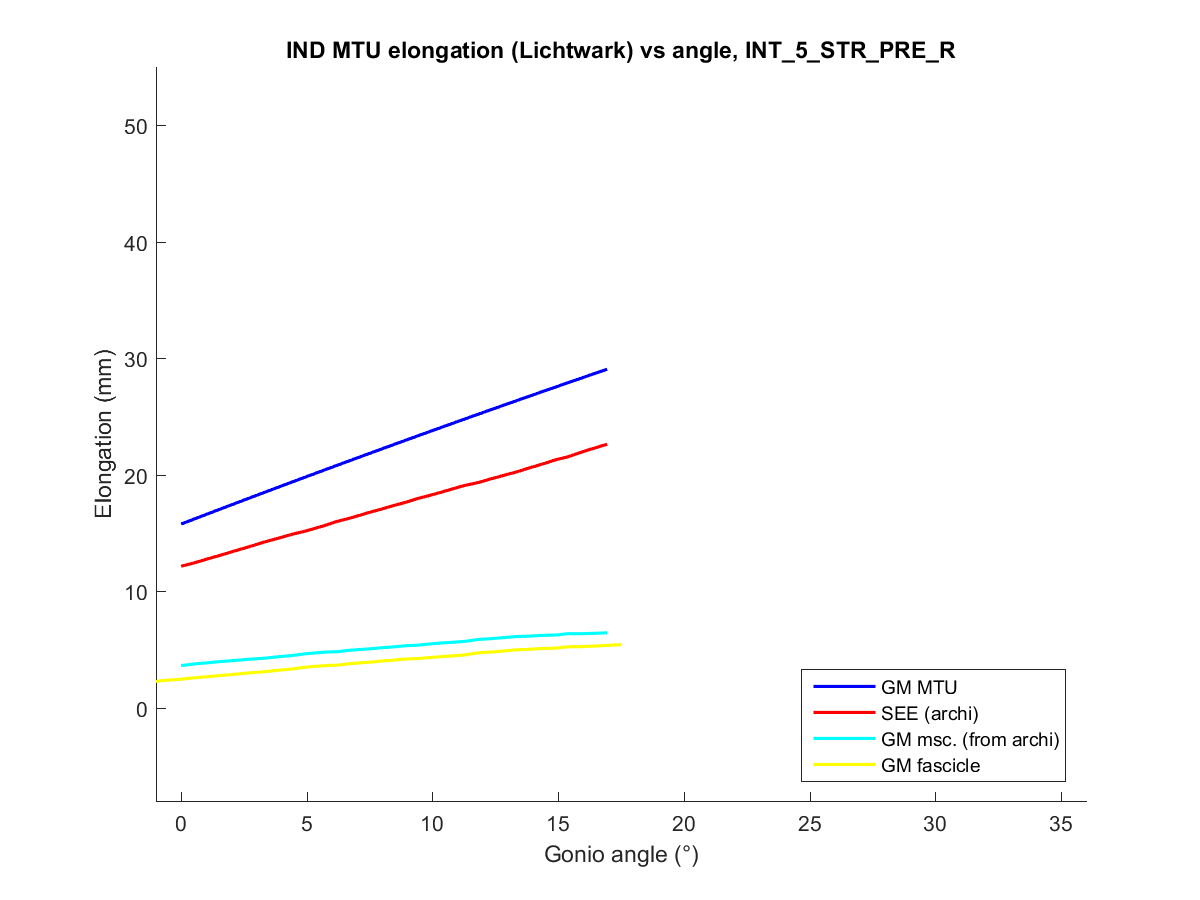 IND MTU elongation (Lichtwark) vs angle, INT_5_STR_PRE_R
50
40
30
20
10
0
Elongation (mm)
GM MTU
SEE (archi)
GM msc. (from archi)
GM fascicle
0 5 10 15 20 25 30 35
Gonio angle (°)